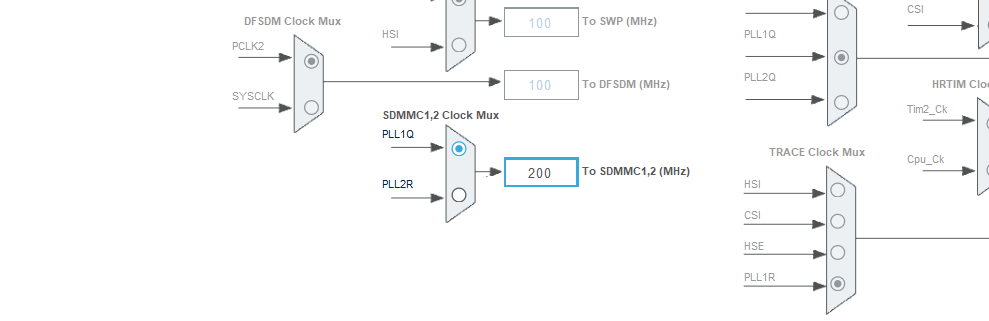 DFSDM Clock Mux
PCLK2
SYSCLK
HSI
100
To SWP (MHz)
100
To DFSDM (MHz)
SDMMC1,2 Clock Mux
PLL1Q
PLL2R
200
To SDMMC1,2 (MHz)
PLL1Q
PLL2Q
CSI
HRTIM Cloc
Tim2_Ck
Cpu_Ck
TRACE Clock Mux
HSI
CSI
HSE
PLL1R